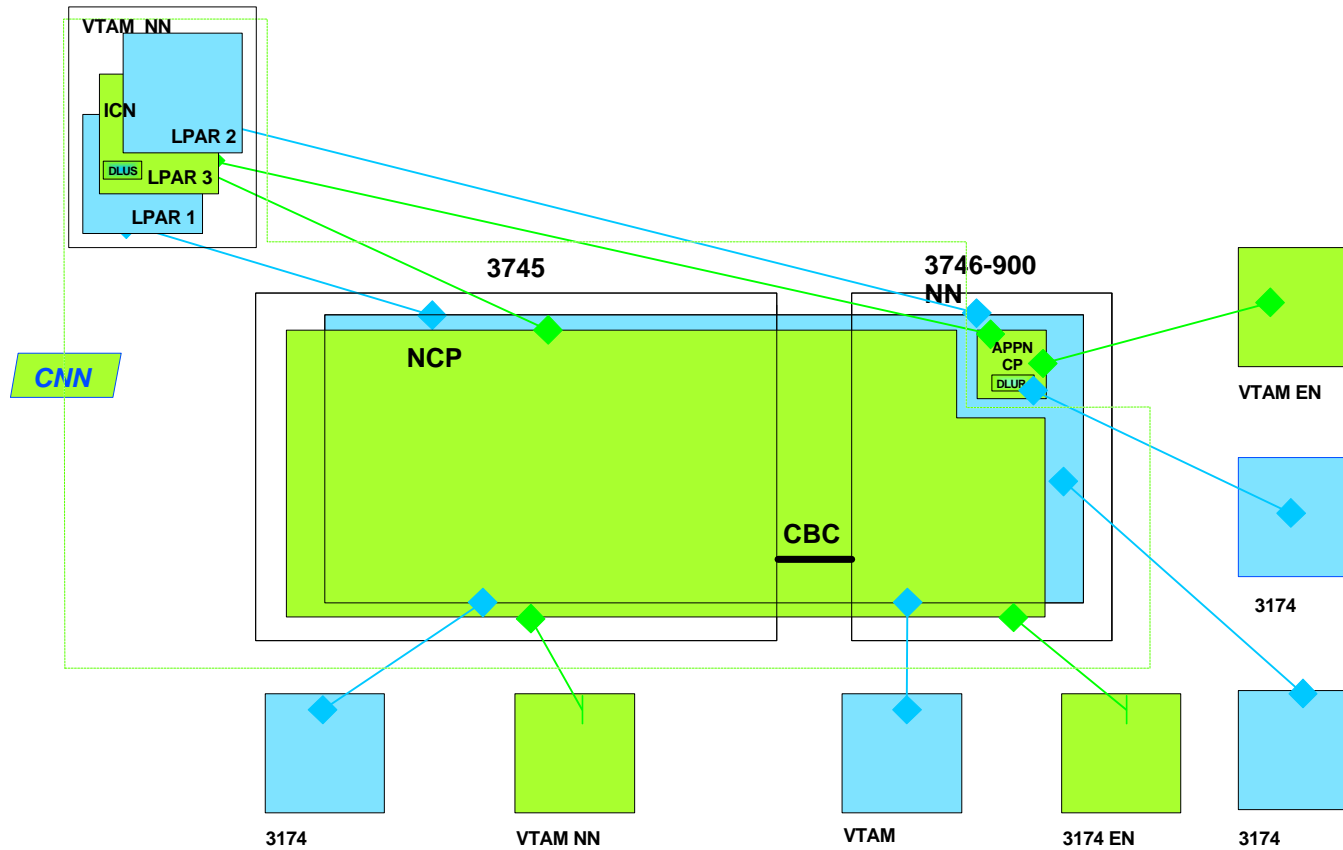 VTAM NN
ICN
LPAR 2
DLUS
LPAR 3
LPAR 1
3745
3746-900
NN
NCP
APPN
CP
DLUR
CNN
VTAM EN
CBC
3174
3174
VTAM NN
VTAM
3174 EN
3174